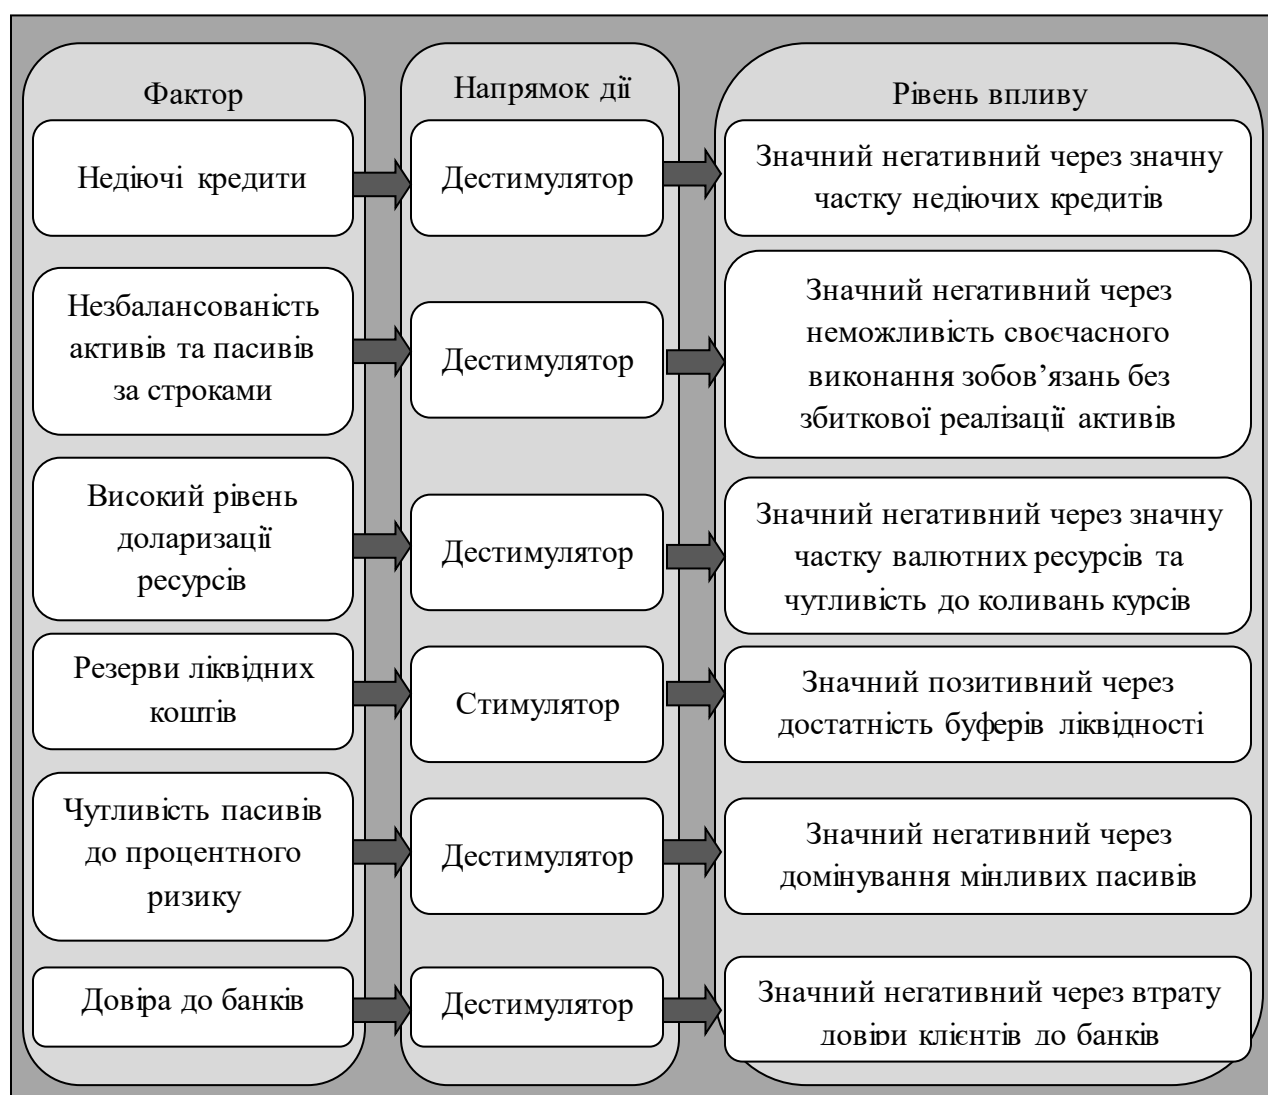 Фактор
Напрямок дії
Рівень впливу
Недіючі кредити
Дестимулятор
Значний негативний через значну
частку недіючих кредитів
Незбалансованість
активів та пасивів
за строками
Дестимулятор
Значний негативний через
неможливість своєчасного
виконання зобов’язань без
збиткової реалізації активів
Високий рівень
доларизації
ресурсів
Дестимулятор
Значний негативний через значну
частку валютних ресурсів та
чутливість до коливань курсів
Резерви ліквідних
коштів
Стимулятор
Значний позитивний через
достатність буферів ліквідності
Чутливість пасивів
до процентного
ризику
Дестимулятор
Значний негативний через
домінування мінливих пасивів
Довіра до банків
Дестимулятор
Значний негативний через втрату
довіри клієнтів до банків